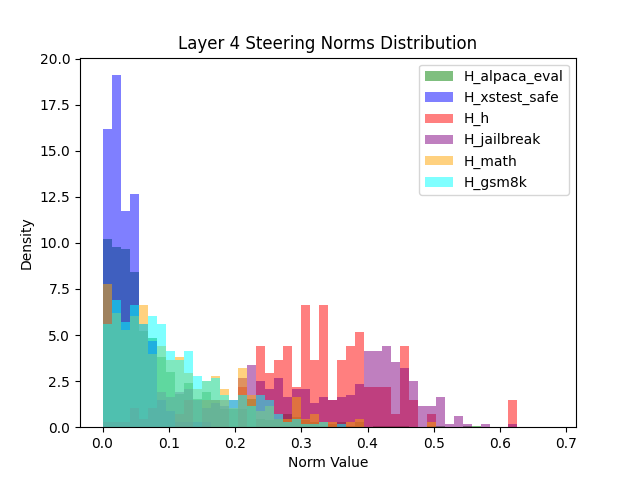 Layer 4 Steering Norms Distribution
20.0
17.5
15.0
12.5
10.0
7.5
5.0
2.5
0.0
Density
H_alpaca_eval
H_xstest_safe
H_h
H_jailbreak
H_math
H_gsm8k
0.0 0.1 0.2 0.3 0.4 0.5 0.6 0.7
Norm Value